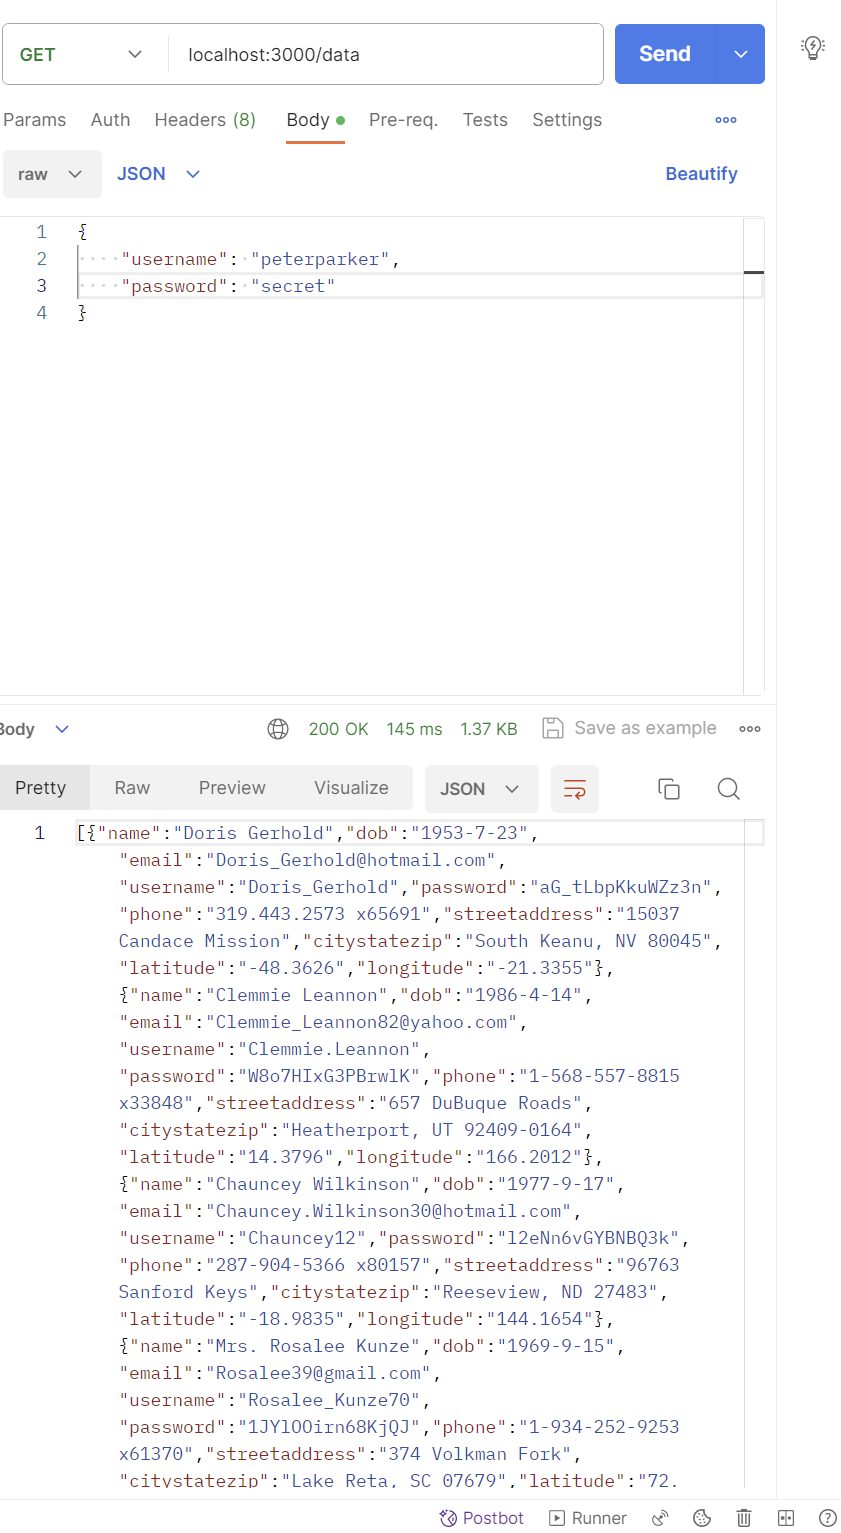 GET localhost:3000/data Send
Params Auth Headers (8) Body Pre-req. Tests Settings
raw JSON Beautify
1 {
2 "username": "peterparker",
3 "password": "secret"
4 }
Body 200 OK 145 ms 1.37 KB Save as example
Pretty Raw Preview Visualize JSON
1 [{"name":"Doris Gerhold","dob":"1953-7-23",
"email":"Doris_Gerhold@hotmail.com",
"username":"Doris_Gerhold","password":"aG_tLbpKkuWZz3n",
"phone":"319.443.2573 x65691","streetaddress":"15037
Candace Mission","citystatezip":"South Keanu, NV 80045",
"latitude":"-48.3626","longitude":"-21.3355"},
{"name":"Clemmie Leannon","dob":"1986-4-14",
"email":"Clemmie_Leannon82@yahoo.com",
"username":"Clemmie.Leannon",
"password":"W8o7HIxG3PBrwlK","phone":"1-568-557-8815
x33848","streetaddress":"657 DuBuque Roads",
"citystatezip":"Heatherport, UT 92409-0164",
"latitude":"14.3796","longitude":"166.2012"},
{"name":"Chauncey Wilkinson","dob":"1977-9-17",
"email":"Chauncey.Wilkinson30@hotmail.com",
"username":"Chauncey12","password":"l2eNn6vGYBNBQ3k",
"phone":"287-904-5366 x80157","streetaddress":"96763
Sanford Keys","citystatezip":"Reeseview, ND 27483",
"latitude":"-18.9835","longitude":"144.1654"},
{"name":"Mrs. Rosalee Kunze","dob":"1969-9-15",
"email":"Rosalee39@gmail.com",
"username":"Rosalee_Kunze70",
"password":"1JYlOOirn68KjQJ","phone":"1-934-252-9253
x61370","streetaddress":"374 Volkman Fork",
"citystatezip":"Lake Reta, SC 07679","latitude":"72.
Postbot Runner